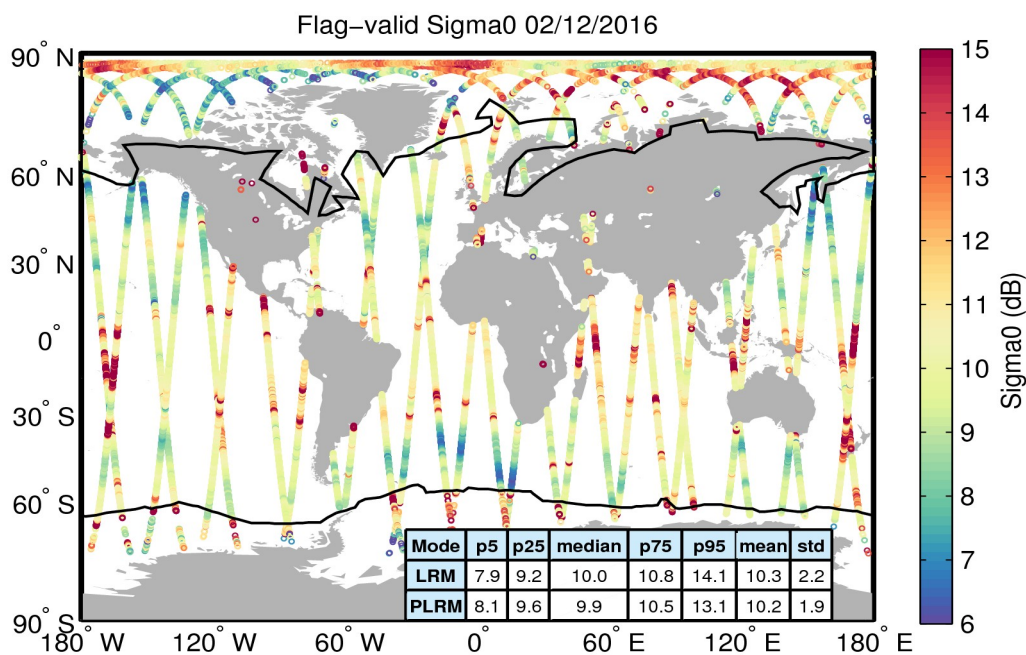 Flag−valid Sigma0 02/12/2016
90° N
60° N
30° N
0°
30° S
60° S
90° S
180° W
120° W
60° W
0°
60° E
120° E
180° E
Mode p5 p25 median p75 p95 mean std
LRM 7.9 9.2 10.0 10.8 14.1 10.3 2.2
PLRM 8.1 9.6 9.9 10.5 13.1 10.2 1.9
15
14
13
12
11
10
9
8
7
6
Sigma0 (dB)